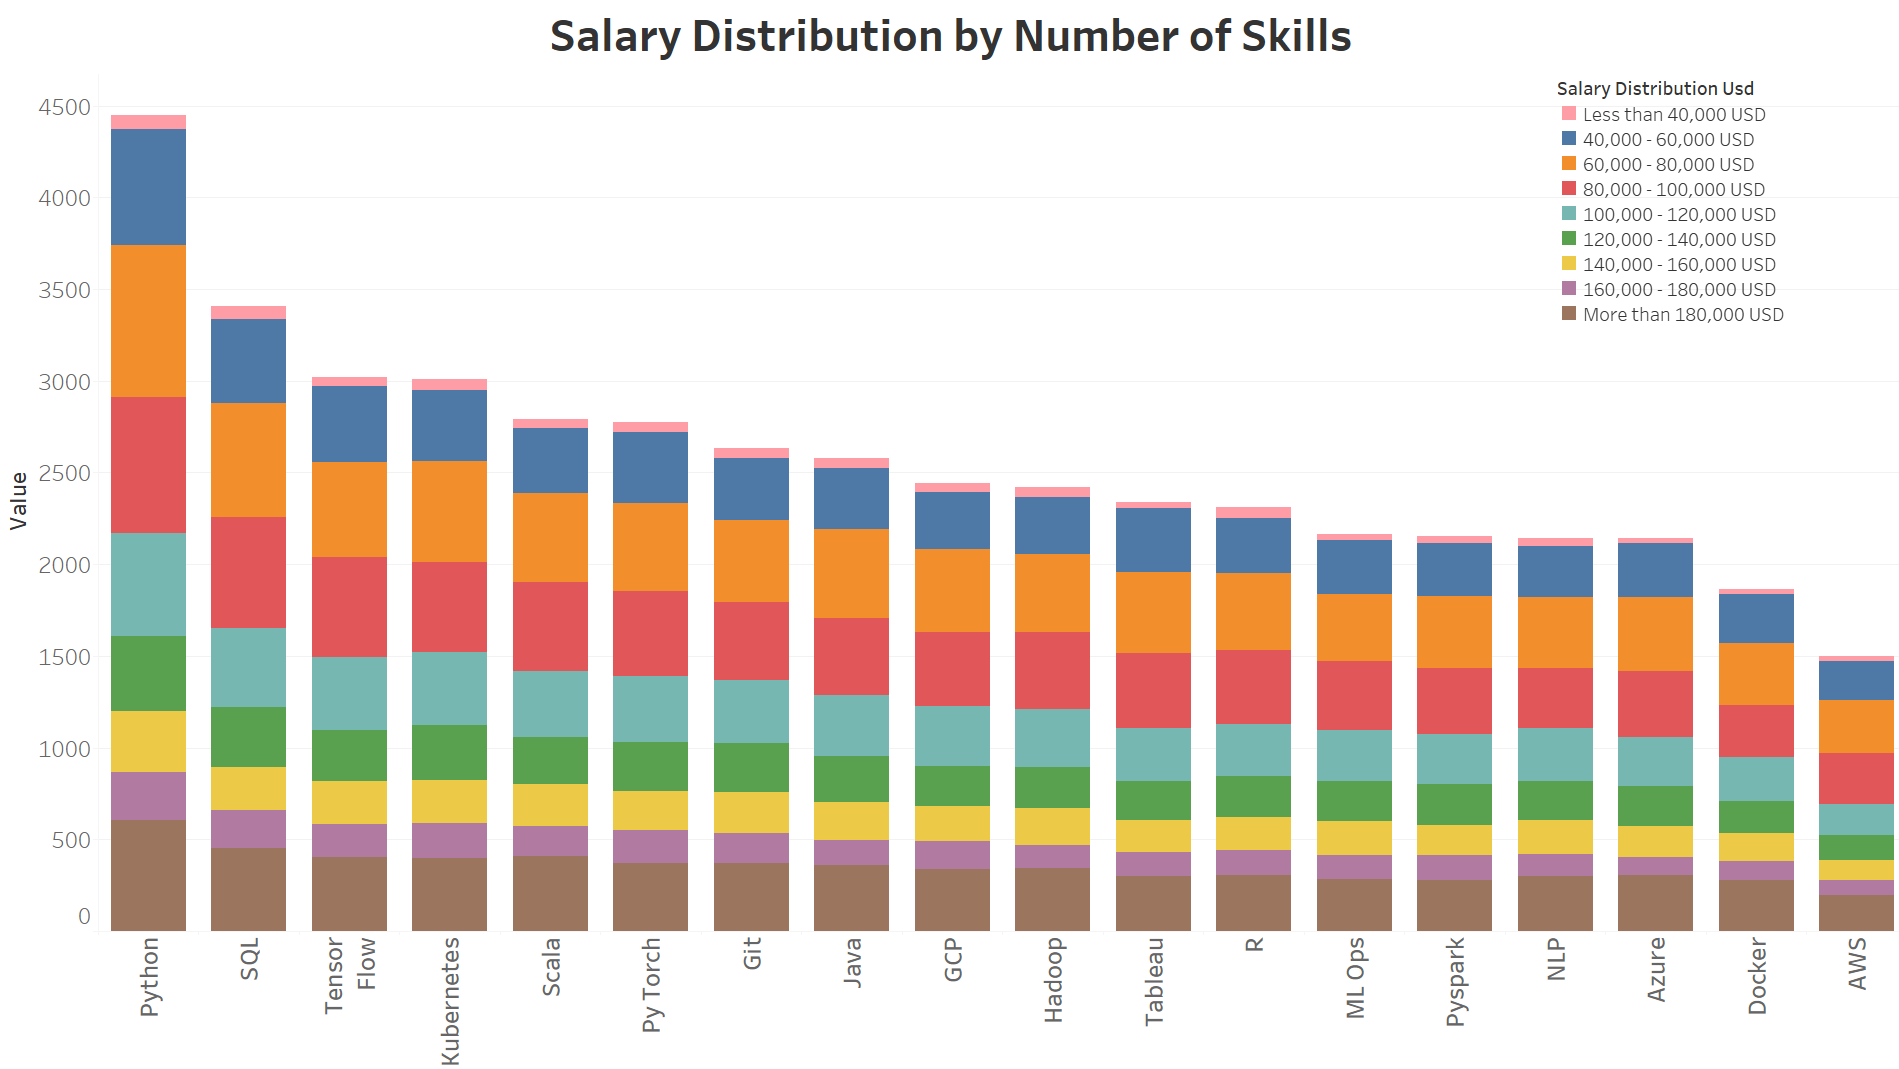 Salary Distribution by Number of Skills
Salary Distribution Usd
Less than 40,000 USD
40,000 - 60,000 USD
60,000 - 80,000 USD
80,000 - 100,000 USD
100,000 - 120,000 USD
120,000 - 140,000 USD
140,000 - 160,000 USD
160,000 - 180,000 USD
More than 180,000 USD
4500
4000
3500
3000
2500
2000
1500
1000
500
0
Value
Python
SQL
Tensor
Flow
Kubernetes
Scala
Py Torch
Git
Java
GCP
Hadoop
Tableau
R
ML Ops
Pyspark
NLP
Azure
Docker
AWS